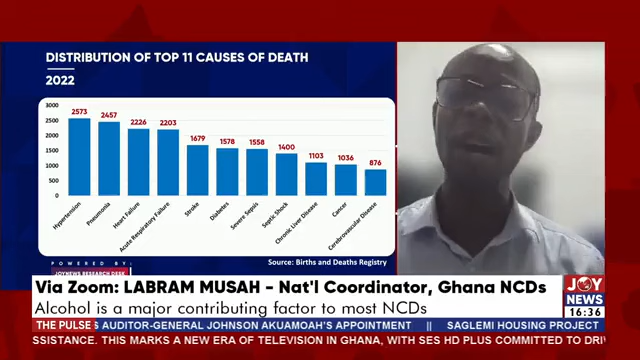 DISTRIBUTION OF TOP 11 CAUSES OF DEATH
2022
3000
2500
2000
1500
1000
500
0
2573
2457
2226
2203
1679
1578
1558
1400
1103
1036
876
Hypertension
Pneumonia
Heart Failure
Acute Respiratory Failure
Stroke
Diabetes
Severe Sepsis
Septic Shock
Chronic Liver Disease
Cancer
Cerebrovascular Disease
Source: Births and Deaths Registry
POWERED BY:
JOYNEWS RESEARCH DESK
Via Zoom: LABRAM MUSAH - Nat'l Coordinator, Ghana NCDs
Alcohol is a major contributing factor to most NCDs
JOY
NEWS
16:36
THE PULSE
S AUDITOR-GENERAL JOHNSON AKUAMOAH'S APPOINTMENT || SAGLEMI HOUSING PROJECT
SSISTANCE. THIS MARKS A NEW ERA OF TELEVISION IN GHANA, WITH SES HD PLUS COMMITTED TO DRI